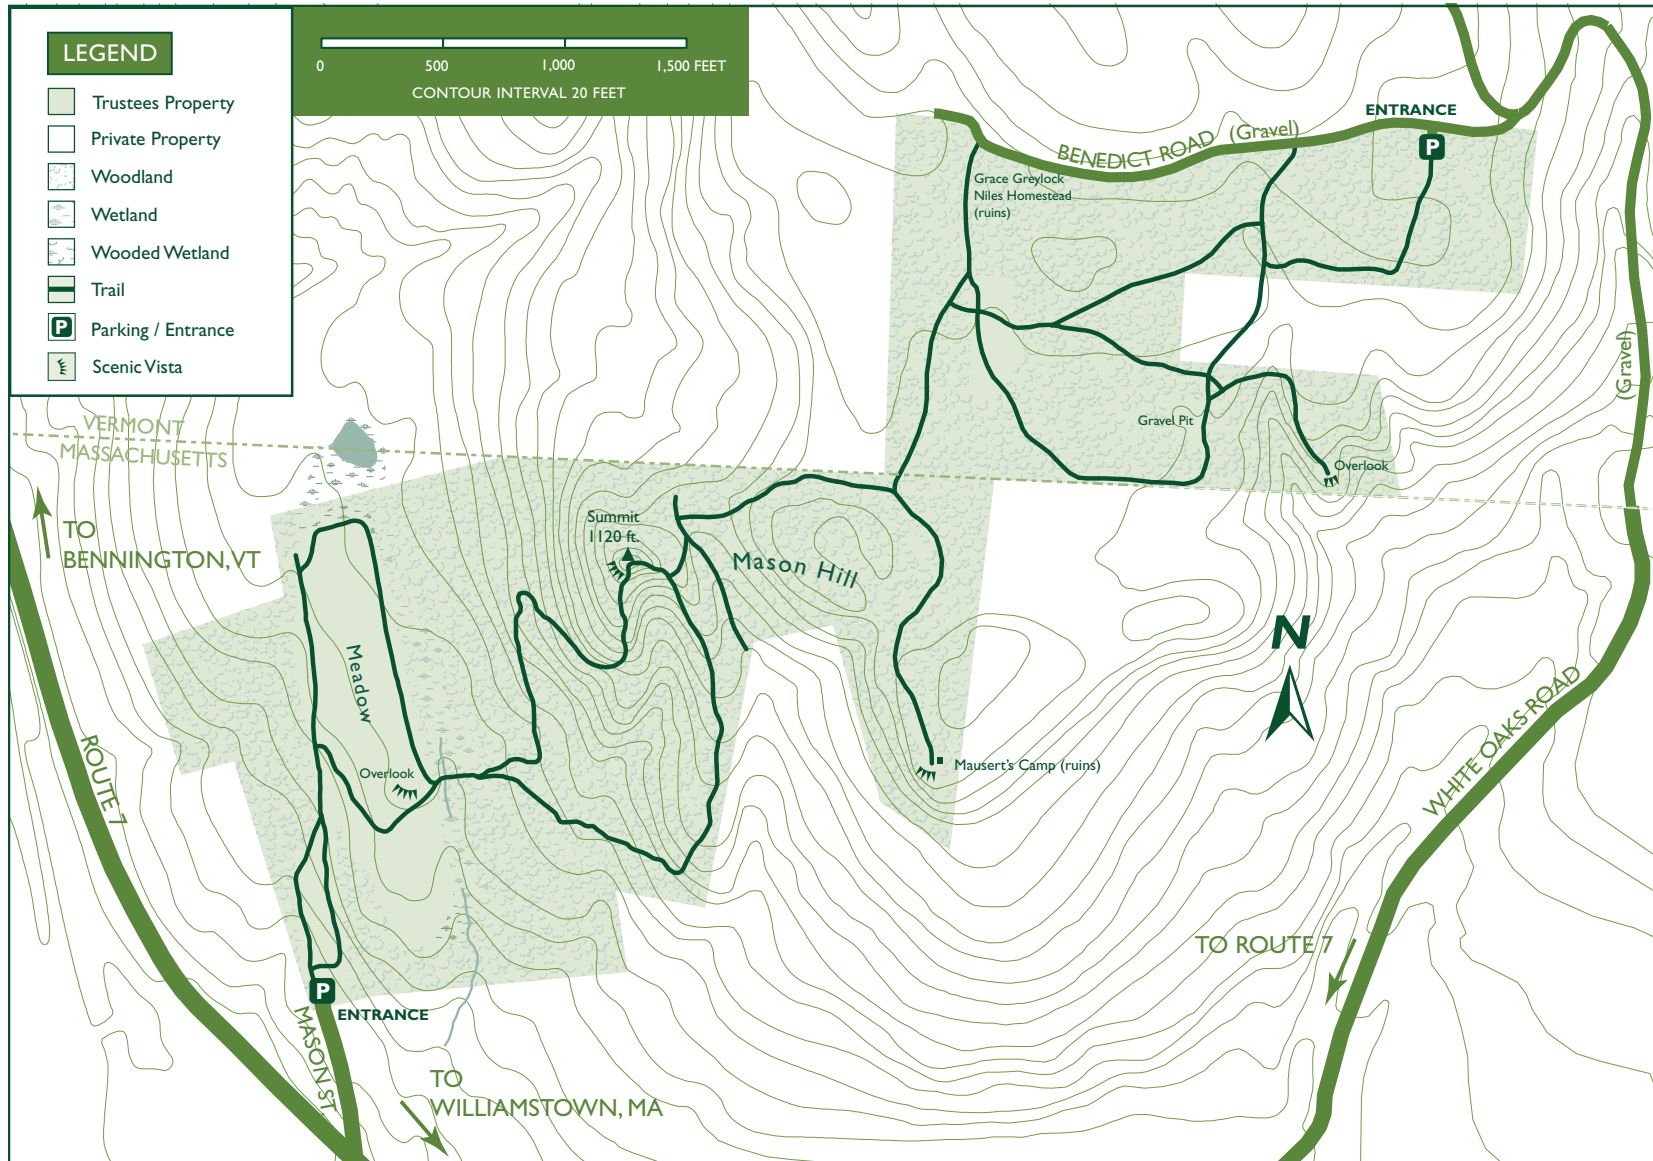 LEGEND
Trustees Property
Private Property
Woodland
Wetland
Wooded Wetland
Trail
P Parking / Entrance
Scenic Vista
0 500 1,000 1,500 FEET
CONTOUR INTERVAL 20 FEET
ENTRANCE
P
BENEDICT ROAD (Gravel)
Grace Greylock
Niles Homestead
(ruins)
(Gravel)
Gravel Pit
Overlook
VERMONT
MASSACHUSETTS
TO
BENNINGTON, VT
Summit
1120 ft.
Mason Hill
Meadow
N
Overlook
Mausert's Camp (ruins)
ROUTE 7
WHITE OAKS ROAD
TO ROUTE 7
P
ENTRANCE
MASON ST.
TO
WILLIAMSTOWN, MA